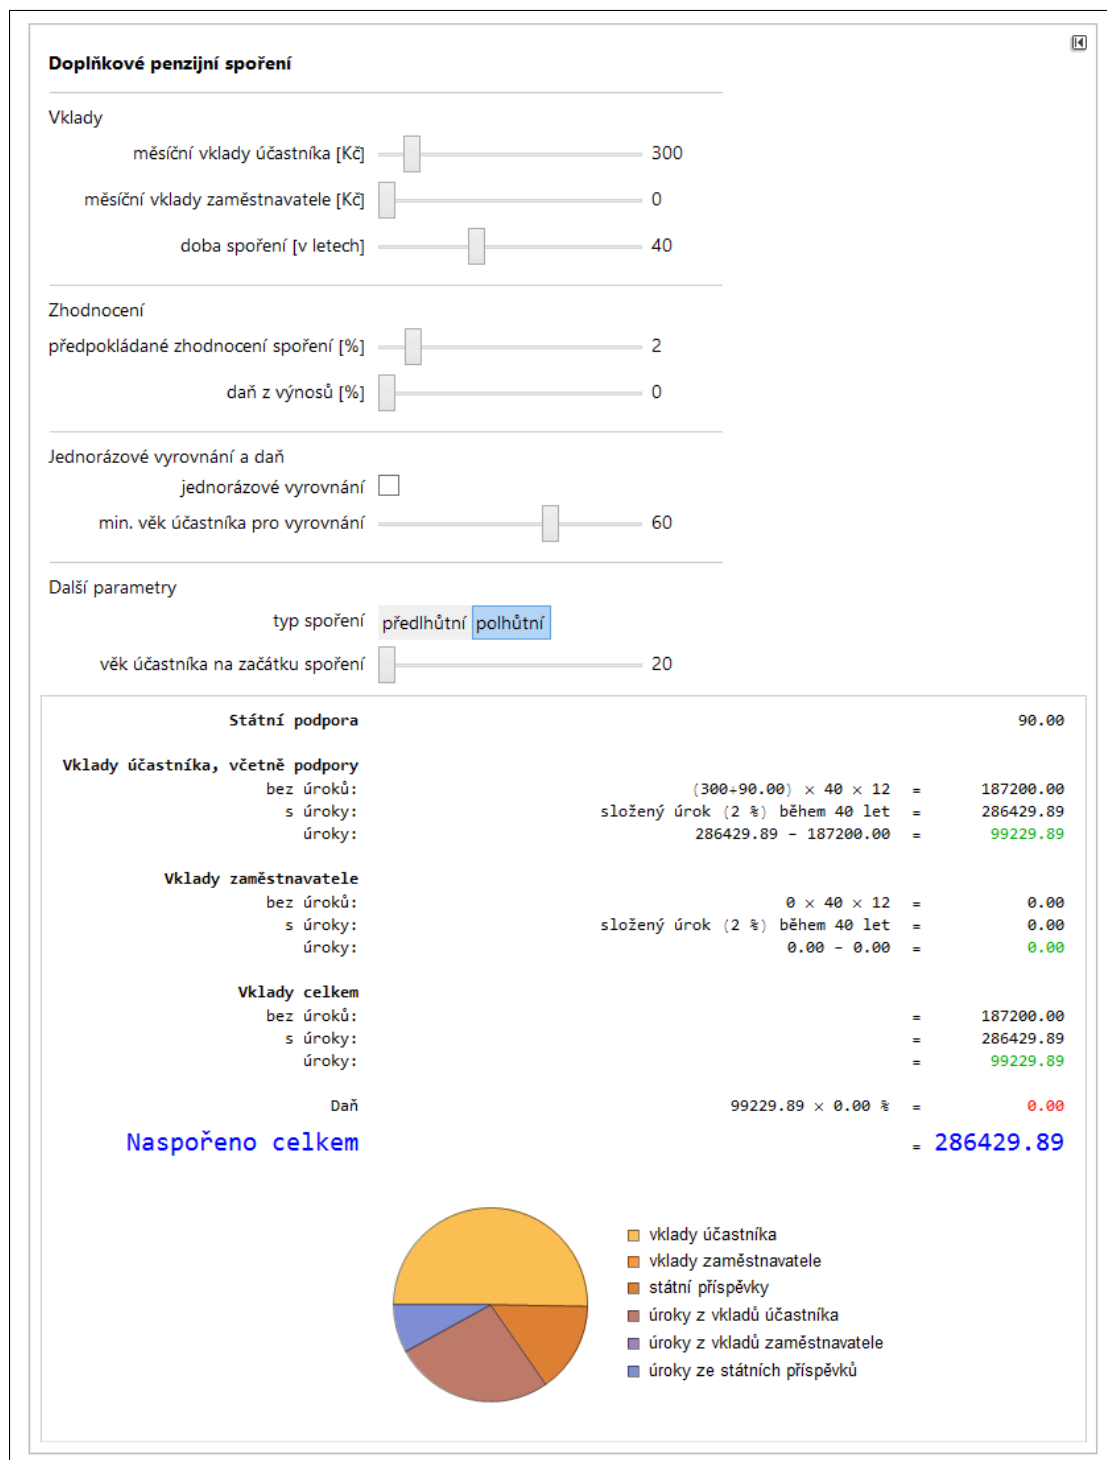 Doplňkové penzijní spoření
Vklady
měsíční vklady účastníka [Kč] 300
měsíční vklady zaměstnavatele [Kč] 0
doba spoření [v letech] 40
Zhodnocení
předpokládané zhodnocení spoření [%] 2
daň z výnosů [%] 0
Jednorázové vyrovnání a daň
jednorázové vyrovnání
min. věk účastníka pro vyrovnání 60
Další parametry
typ spoření předlhůtní polhůtní
věk účastníka na začátku spoření 20
Státní podpora 90.00
Vklady účastníka, včetně podpory
bez úroků: (300+90.00) × 40 × 12 = 187200.00
s úroky: složený úrok (2 %) během 40 let = 286429.89
úroky: 286429.89 – 187200.00 = 99229.89
Vklady zaměstnavatele
bez úroků: 0 × 40 × 12 = 0.00
s úroky: složený úrok (2 %) během 40 let = 0.00
úroky: 0.00 – 0.00 = 0.00
Vklady celkem
bez úroků: = 187200.00
s úroky: = 286429.89
úroky: = 99229.89
Daň 99229.89 × 0.00 % = 0.00
Naspořeno celkem = 286429.89
vklady účastníka
vklady zaměstnavatele
státní příspěvky
úroky z vkladů účastníka
úroky z vkladů zaměstnavatele
úroky ze státních příspěvků